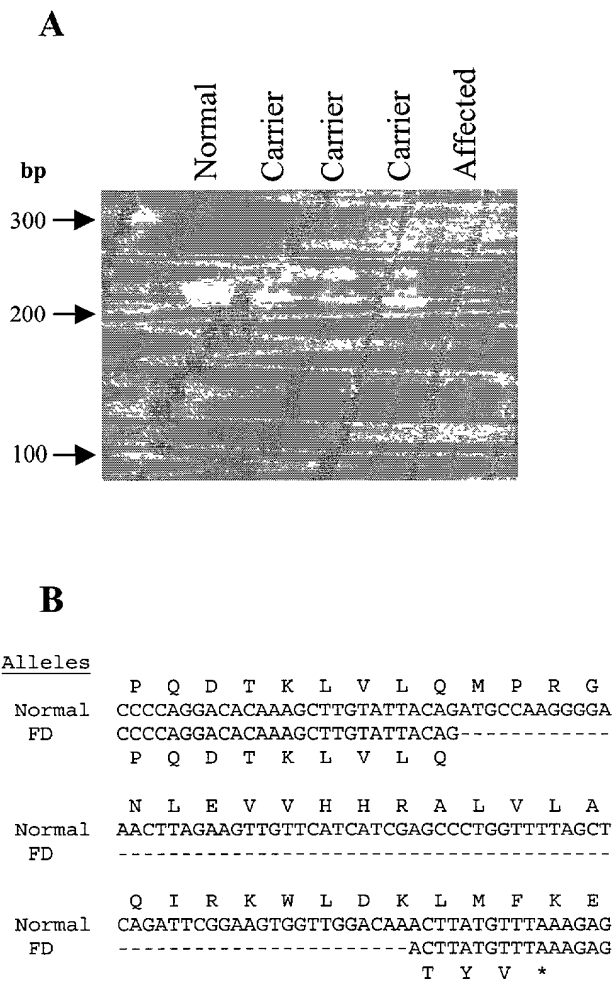 A
Normal
Carrier
Carrier
Carrier
Affected
bp
300
200
100
B
Alleles
P Q D T K L V L Q M P R G
Normal CCCCAGGACACAAAGCTTGTATTACAGATGCCAAGGGGA
FD CCCCAGGACACAAAGCTTGTATTACAG------------
P Q D T K L V L Q
N L E V V H H R A L V L A
Normal AACTTAGAAGTTGTTCATCATCGAGCCCTGGTTTTAGCT
FD ---------------------------------------
Q I R K W L D K L M F K E
Normal CAGATTCGGAAGTGGTTGGACAAACTTATGTTTAAAGAG
FD -----------------------ACTTATGTTTAAAGAG
T Y V *